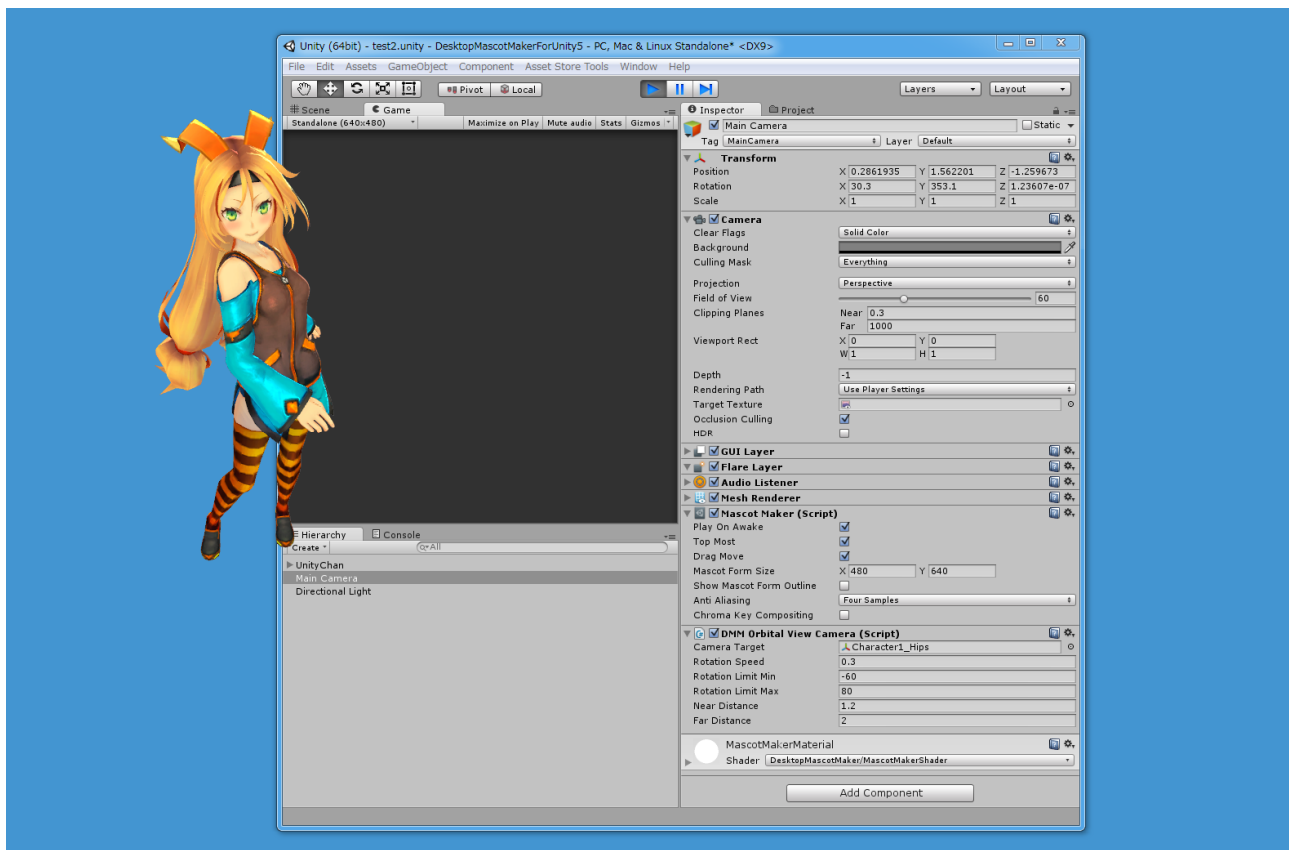 Unity (64bit) - test2.unity - DesktopMascotMakerForUnity5 - PC, Mac & Linux Standalone* <DX9>
File Edit Assets GameObject Component Asset Store Tools Window Help
Pivot Local Layers Layout
Scene Game
Standalone (640x480) Maximize on Play Mute audio Stats Gizmos
Hierarchy Console
Create All
UnityChan
Main Camera
Directional Light
Inspector Project
Main Camera Static
Tag MainCamera Layer Default
Transform
Position X 0.2861935 Y 1.562201 Z -1.259673
Rotation X 30.3 Y 353.1 Z 1.23607e-07
Scale X 1 Y 1 Z 1
Camera
Clear Flags Solid Color
Background
Culling Mask Everything
Projection Perspective
Field of View 60
Clipping Planes Near 0.3
Far 1000
Viewport Rect X 0 Y 0
W 1 H 1
Depth -1
Rendering Path Use Player Settings
Target Texture
Occlusion Culling
HDR
GUI Layer
Flare Layer
Audio Listener
Mesh Renderer
Mascot Maker (Script)
Play On Awake
Top Most
Drag Move
Mascot Form Size X 480 Y 640
Show Mascot Form Outline
Anti Aliasing Four Samples
Chroma Key Compositing
DMM Orbital View Camera (Script)
Camera Target Character1_Hips
Rotation Speed 0.3
Rotation Limit Min -60
Rotation Limit Max 80
Near Distance 1.2
Far Distance 2
MascotMakerMaterial
Shader DesktopMascotMaker/MascotMakerShader
Add Component